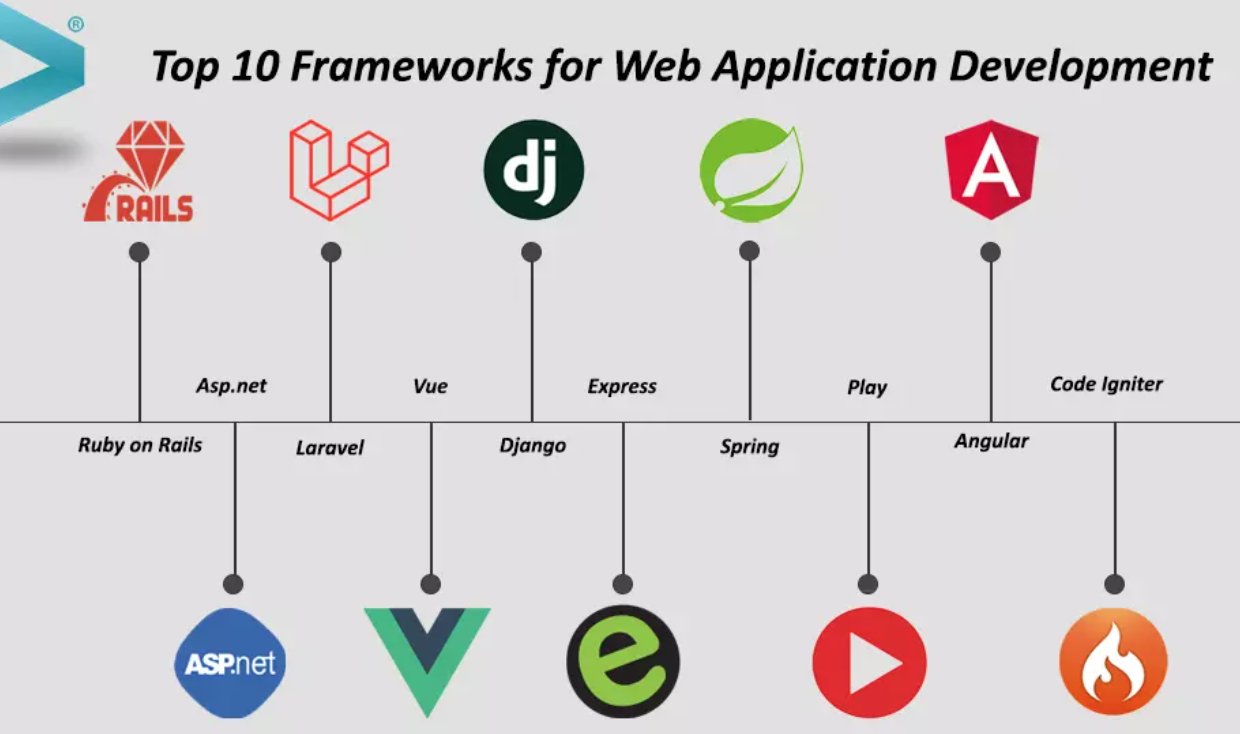 ®
Top 10 Frameworks for Web Application Development
RAILS
dj
A
Asp.net
Vue
Express
Play
Code Igniter
Ruby on Rails
Laravel
Django
Spring
Angular
ASP.net
e